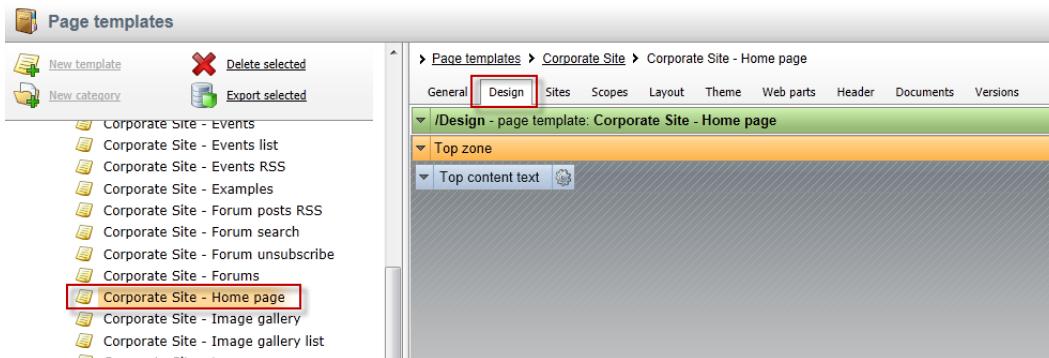 Page templates
New template
Delete selected
New category
Export selected
Corporate Site - Events
Corporate Site - Events list
Corporate Site - Events RSS
Corporate Site - Examples
Corporate Site - Forum posts RSS
Corporate Site - Forum search
Corporate Site - Forum unsubscribe
Corporate Site - Forums
Corporate Site - Home page
Corporate Site - Image gallery
Corporate Site - Image gallery list
> Page templates > Corporate Site > Corporate Site - Home page
General Design Sites Scopes Layout Theme Web parts Header Documents Versions
/Design - page template: Corporate Site - Home page
Top zone
Top content text